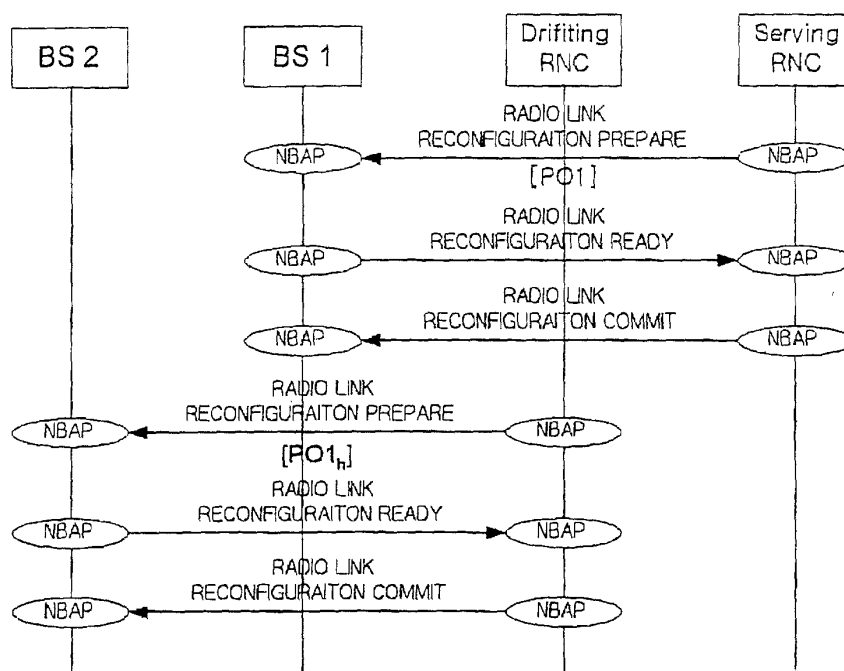 BS 2
BS 1
Drifiting
RNC
Serving
RNC
RADIO LINK
RECONFIGURAITON PREPARE
NBAP
NBAP
[PO1]
RADIO LINK
RECONFIGURAITON READY
NBAP
NBAP
RADIO LINK
RECONFIGURAITON COMMIT
NBAP
NBAP
RADIO LINK
RECONFIGURAITON PREPARE
NBAP
NBAP
[PO1h]
RADIO LINK
RECONFIGURAITON READY
NBAP
NBAP
RADIO LINK
RECONFIGURAITON COMMIT
NBAP
NBAP